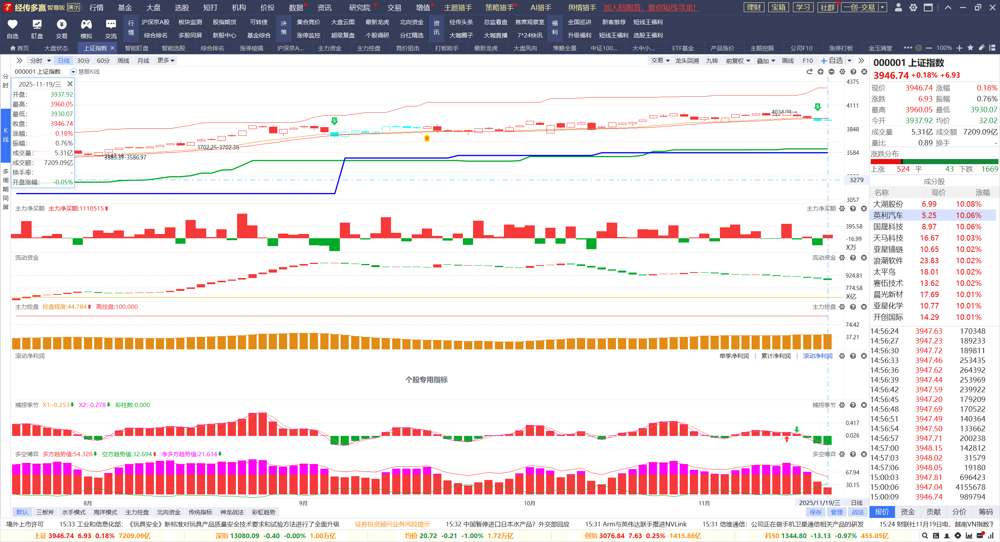 经传多赢 智尊版 演示 行情 基金 大盘 选股 短打 机构 价投 数据 资讯 研究院 交易 增值 主题猎手 策略猎手 AI猎手 舆情猎手 加入陪跑营，教你短线寻龙！ 理财 宝箱 学习 社群 一创-交易
自选 盯盘 交易 模拟 交流
行情 沪深京A股 板块监测 股指期货 可转债 决策 集合竞价 大盘云图 最新龙虎 北向资金 资讯 经传头条 总监看盘 首席观察室 福利 全国巡讲 新客推荐 短线王福利
综合排名 多股同屏 新股中心 基金综合 涨停监控 超级复盘 个股调研 分红精选 大咖圈子 大咖直播 7*24快讯 升级福利 短线王福利 选股王福利
首页 大盘状态 上证指数 智能盯盘 智能选股 综合排名 涨停棱镜 沪深京A... 主力资金 主力控盘 竞价狙击 打板助手 最新龙虎 大盘风向 策略全景 中证100... 大中小... ETF基金 产品涨价 主题挖掘 公司F10 涨停打板 金玉满堂 100%
分时 日线 30分 60分 周线 月线 更多 交易 龙头回溯 九转 前复权 叠加 画线 F10 自选
分时
K线
多周期同屏
000001 上证指数 慧眼K线
2025-11-19/三
开盘: 3937.92
最高: 3960.05
最低: 3930.07
收盘: 3946.74
涨幅: 0.18%
振幅: 0.76%
成交量: 5.31亿
成交额: 7209.09亿
换手率: -
开盘涨幅: -0.05%
4375
4111
3848
3584
3279
3057
4034.08→
3702.25-3702.38
3583.31-3586.97
S
B
S
主力净买额 主力净买额:1110515 主力净买额
395.58
-16.99
X万
流动资金 流动资金
924.81
774.58
X亿
主力控盘 控盘程度:44.784 高控盘:100.000 主力控盘
74.42
37.21
滚动净利润 单季净利润 累计净利润 滚动净利润
个股专用指标
捕捞季节 X1:-0.253 X2:-0.278 彩柱数:0.000 捕捞季节
0.417
0.026
多空博弈 多方趋势值:54.328 空方趋势值:32.694 净多方趋势值:21.634 多空博弈
67.94
30.15
8月 9月 10月 11月 2025/11/19/三 日线
默认 三板斧 水手模式 海洋模式 主力控盘 北向资金 传统指标 神龙战法 彩虹趋势 保存 管理 战法
000001 上证指数
3946.74 +0.18% +6.93
现价 3946.74 涨幅 0.18%
涨跌 6.93 振幅 0.76%
最高 3960.05 最低 3930.07
今开 3937.92 均价 32.02
成交量 5.31亿 成交额 7209.09亿
量比 0.89 换手 -
涨跌分布
上涨 524 平 43 下跌 1669
成分股
名称 现价 涨幅
大湖股份 6.99 10.08%
英利汽车 5.25 10.06%
国晟科技 8.97 10.06%
天马科技 16.67 10.03%
亚星锚链 10.65 10.02%
浪潮软件 23.83 10.02%
太平鸟 18.01 10.02%
赛伍技术 13.62 10.02%
晨光新材 17.69 10.01%
亚星化学 10.77 10.01%
开创国际 14.29 10.01%
14:56:24 3947.63 170348
14:56:27 3947.23 189233
14:56:30 3947.72 189811
14:56:33 3947.46 253435
14:56:36 3947.62 264392
14:56:39 3947.44 253969
14:56:42 3947.59 239922
14:56:45 3947.20 179209
14:56:48 3947.69 170522
14:56:51 3947.49 140364
14:56:54 3947.50 133662
14:56:57 3947.71 200238
14:57:00 3948.15 142812
14:57:03 3948.02 31579
14:57:06 3948.05 19180
15:00:03 3947.81 696423
15:00:06 3947.04 4155678
15:00:09 3946.74 989794
报价 资金 贡献 分价 筹码
境外上市许可 15:33 工业和信息化部：《玩具安全》新标准对玩具产品质量安全技术要求和试验方法进行了全面升级 证券投资顾问业务风险提示 15:32 中国暂停进口日本水产品？外交部回应 15:31 Arm与英伟达联手推进NVLink 15:31 信维通信：公司正在做手机卫星通信相关产品的研发 15:24 财联社11月19日电，越南VN指数下
上证 3946.74 6.93 0.18% 7209.09亿 深指 13080.09 -0.40 -0.00% 1.00万亿 均价 20.72 -0.21 -1.00% 1.72万亿 创指 3076.84 7.63 0.25% 1415.86亿 科50 1344.80 -13.13 -0.97% 455.05亿